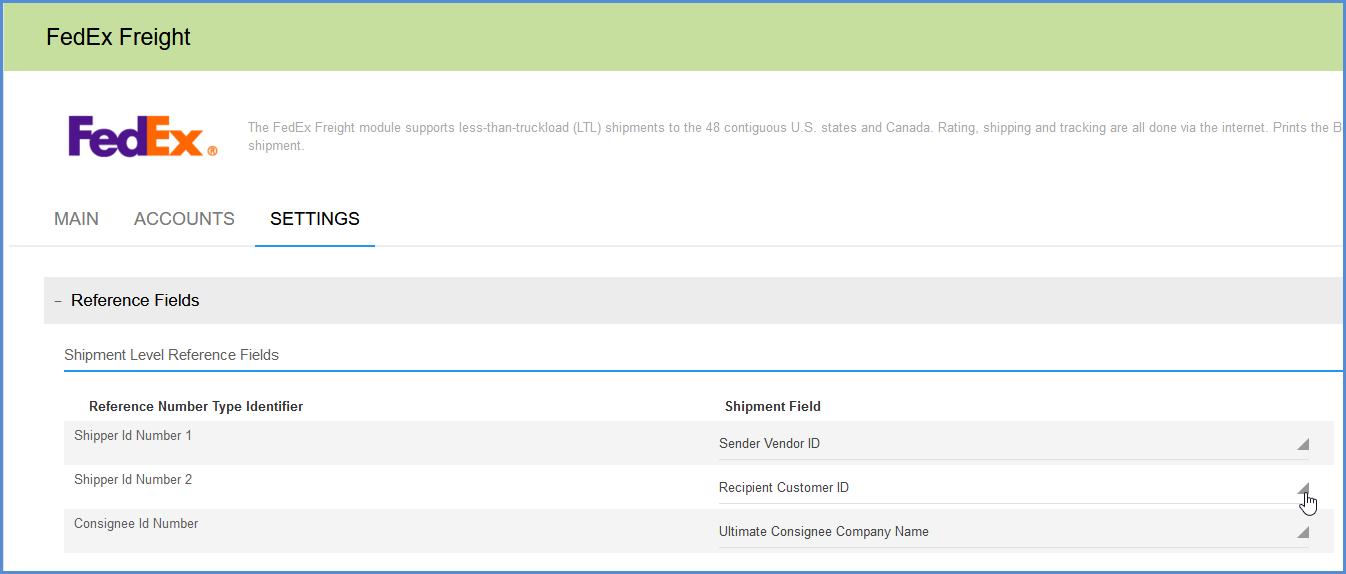 FedEx Freight
FedEx®
The FedEx Freight module supports less-than-truckload (LTL) shipments to the 48 contiguous U.S. states and Canada. Rating, shipping and tracking are all done via the internet. Prints the B
shipment.
MAIN ACCOUNTS SETTINGS
− Reference Fields
Shipment Level Reference Fields
Reference Number Type Identifier Shipment Field
Shipper Id Number 1 Sender Vendor ID
Shipper Id Number 2 Recipient Customer ID
Consignee Id Number Ultimate Consignee Company Name